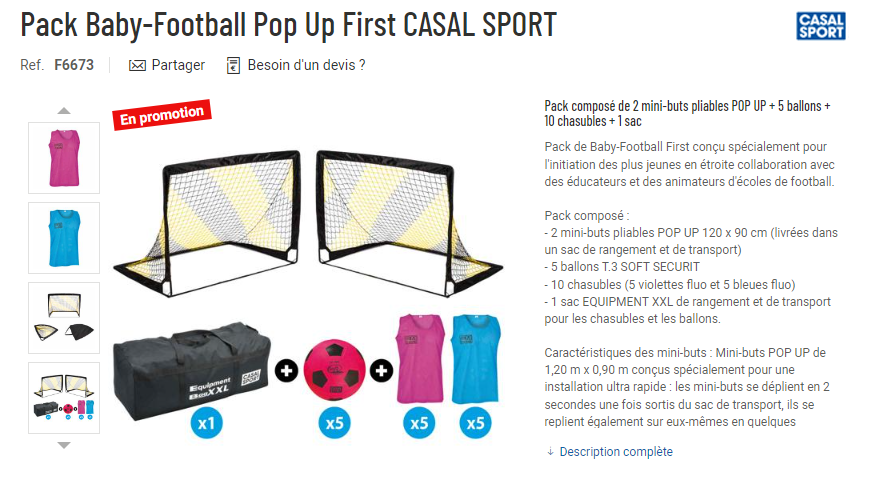 Pack Baby-Football Pop Up First CASAL SPORT
CASAL
SPORT
Ref. F6673
Partager
Besoin d'un devis ?
En promotion
Pack composé de 2 mini-buts pliables POP UP + 5 ballons +
10 chasubles + 1 sac
Pack de Baby-Football First conçu spécialement pour
l'initiation des plus jeunes en étroite collaboration avec
des éducateurs et des animateurs d'écoles de football.
Pack composé :
- 2 mini-buts pliables POP UP 120 x 90 cm (livrées dans
un sac de rangement et de transport)
- 5 ballons T.3 SOFT SECURIT
- 10 chasubles (5 violettes fluo et 5 bleues fluo)
- 1 sac EQUIPMENT XXL de rangement et de transport
pour les chasubles et les ballons.
Caractéristiques des mini-buts : Mini-buts POP UP de
1,20 m x 0,90 m conçus spécialement pour une
installation ultra rapide : les mini-buts se déplient en 2
secondes une fois sortis du sac de transport, ils se
replient également sur eux-mêmes en quelques
Description complète
Equipment
Bag XXL
CASAL
SPORT
+
+
CASAL
SPORT
x1
x5
x5
x5